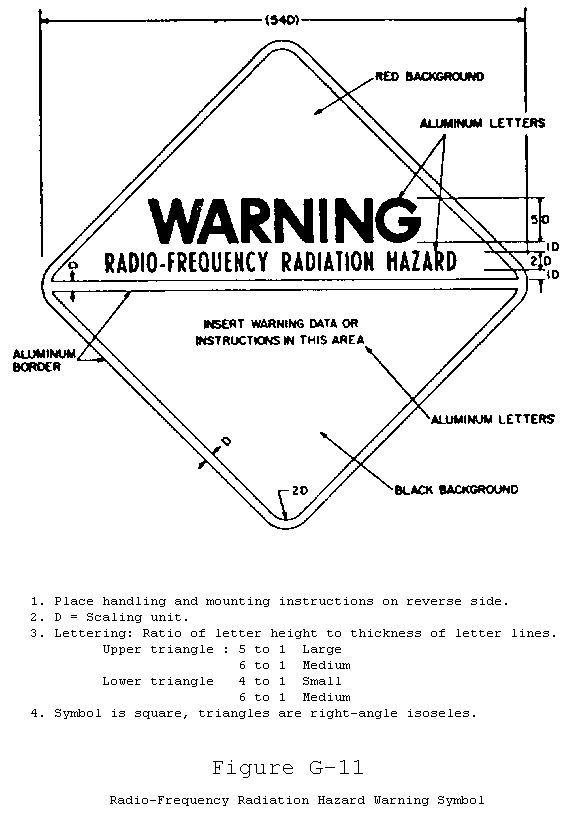 (54D)
RED BACKGROUND
ALUMINUM LETTERS
WARNING
5D
1D
RADIO-FREQUENCY RADIATION HAZARD
2D
1D
D
INSERT WARNING DATA OR
INSTRUCTIONS IN THIS AREA
ALUMINUM
BORDER
ALUMINUM LETTERS
D
2D
BLACK BACKGROUND
1. Place handling and mounting instructions on reverse side.
2. D = Scaling unit.
3. Lettering: Ratio of letter height to thickness of letter lines.
Upper triangle : 5 to 1 Large
6 to 1 Medium
Lower triangle 4 to 1 Small
6 to 1 Medium
4. Symbol is square, triangles are right-angle isoseles.
Figure G-11
Radio-Frequency Radiation Hazard Warning Symbol